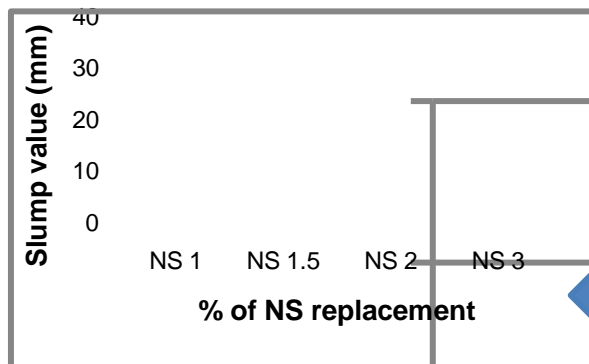 40
30
20
10
0
Slump value (mm)
NS 1 NS 1.5 NS 2 NS 3
% of NS replacement